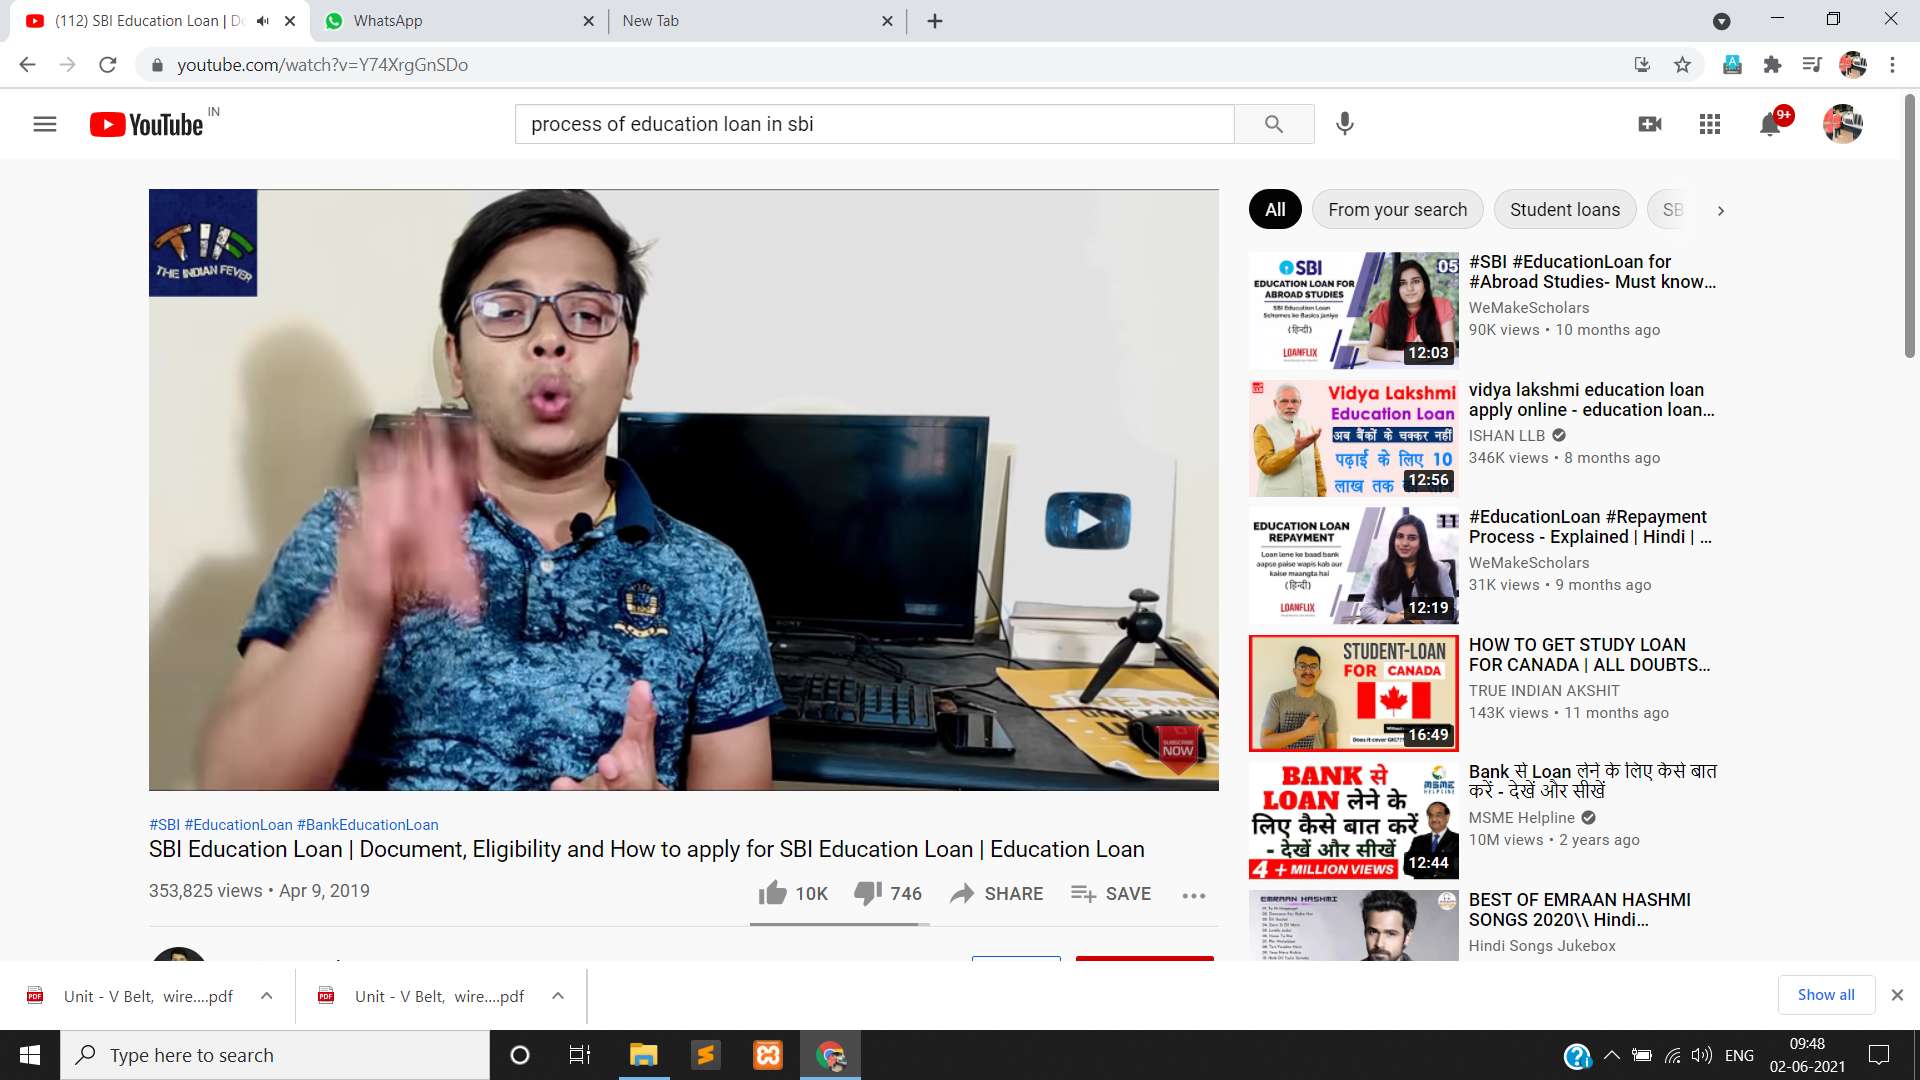 (112) SBI Education Loan | Do
WhatsApp
New Tab
youtube.com/watch?v=Y74XrgGnSDo
YouTube IN
process of education loan in sbi
9+
TIF
THE INDIAN FEVER
SONY
SUBSCRIBE
NOW
All
From your search
Student loans
SB
SBI
05
EDUCATION LOAN FOR
ABROAD STUDIES
SBI Education Loan
Schemes ke Basics janiye
(हिन्दी)
LOANFLIX
12:03
#SBI #EducationLoan for
#Abroad Studies- Must know...
WeMakeScholars
90K views • 10 months ago
Vidya Lakshmi
Education Loan
अब बैंकों के चक्कर नहीं
पढ़ाई के लिए 10
लाख तक
12:56
vidya lakshmi education loan
apply online - education loan...
ISHAN LLB
346K views • 8 months ago
EDUCATION LOAN
REPAYMENT
11
Loan lene ke baad bank
aapse paise wapis kab aur
kaise maangta hai
(हिन्दी)
LOANFLIX
12:19
#EducationLoan #Repayment
Process - Explained | Hindi | ...
WeMakeScholars
31K views • 9 months ago
STUDENT-LOAN
FOR CANADA
Does it cover GIC??
16:49
HOW TO GET STUDY LOAN
FOR CANADA | ALL DOUBTS...
TRUE INDIAN AKSHIT
143K views • 11 months ago
BANK से
LOAN लेने के
लिए कैसे बात करें
- देखें और सीखें
4 + MILLION VIEWS
MSME
HELPLINE
12:44
Bank से Loan लेने के लिए कैसे बात
करें - देखें और सीखें
MSME Helpline
10M views • 2 years ago
EMRAAN HASHMI
BEST OF EMRAAN HASHMI
SONGS 2020\\ Hindi...
Hindi Songs Jukebox
#SBI #EducationLoan #BankEducationLoan
SBI Education Loan | Document, Eligibility and How to apply for SBI Education Loan | Education Loan
353,825 views • Apr 9, 2019
10K
746
SHARE
SAVE
Unit - V Belt, wire....pdf
Unit - V Belt, wire....pdf
Show all
Type here to search
ENG
09:48
02-06-2021